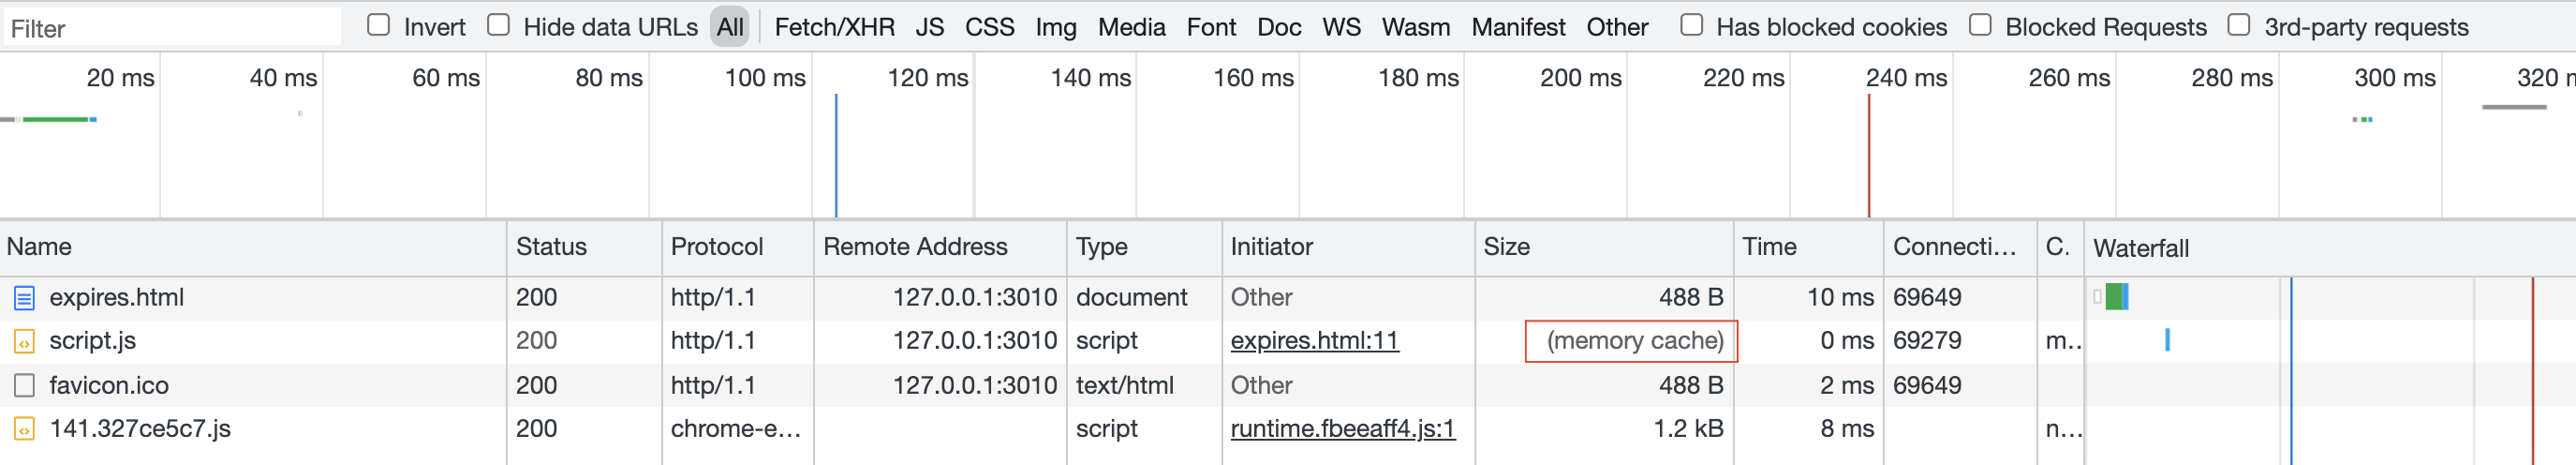 Filter Invert Hide data URLs All Fetch/XHR JS CSS Img Media Font Doc WS Wasm Manifest Other Has blocked cookies Blocked Requests 3rd-party requests
20 ms 40 ms 60 ms 80 ms 100 ms 120 ms 140 ms 160 ms 180 ms 200 ms 220 ms 240 ms 260 ms 280 ms 300 ms 320 m
Name Status Protocol Remote Address Type Initiator Size Time Connecti... C. Waterfall
expires.html 200 http/1.1 127.0.0.1:3010 document Other 488 B 10 ms 69649
script.js 200 http/1.1 127.0.0.1:3010 script expires.html:11 (memory cache) 0 ms 69279 m..
favicon.ico 200 http/1.1 127.0.0.1:3010 text/html Other 488 B 2 ms 69649
141.327ce5c7.js 200 chrome-e... script runtime.fbeeaff4.js:1 1.2 kB 8 ms n...